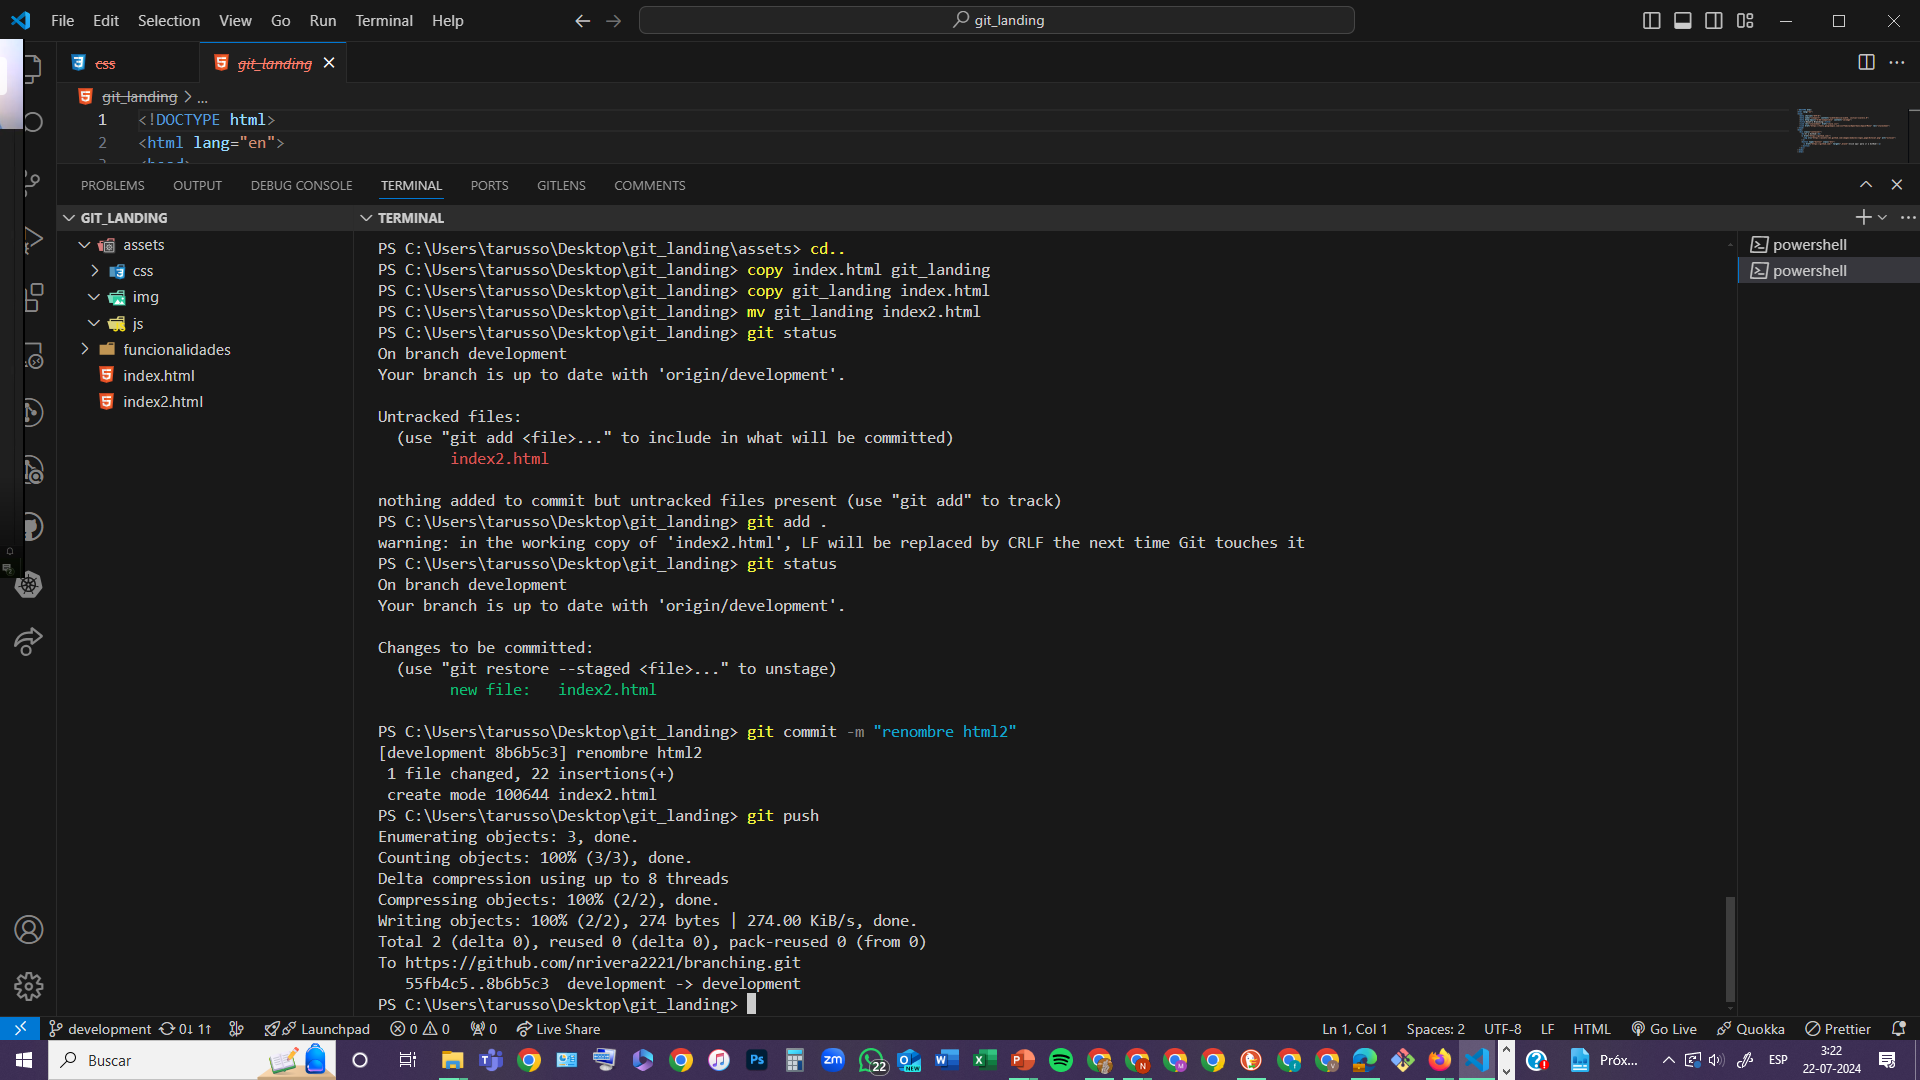 File Edit Selection View Go Run Terminal Help
git_landing
css
git_landing
git_landing > ...
1 <!DOCTYPE html>
2 <html lang="en">
3 <head>
PROBLEMS OUTPUT DEBUG CONSOLE TERMINAL PORTS GITLENS COMMENTS
GIT_LANDING
assets
css
img
js
funcionalidades
index.html
index2.html
TERMINAL
PS C:\Users\tarusso\Desktop\git_landing\assets> cd..
PS C:\Users\tarusso\Desktop\git_landing> copy index.html git_landing
PS C:\Users\tarusso\Desktop\git_landing> copy git_landing index.html
PS C:\Users\tarusso\Desktop\git_landing> mv git_landing index2.html
PS C:\Users\tarusso\Desktop\git_landing> git status
On branch development
Your branch is up to date with 'origin/development'.
Untracked files:
(use "git add <file>..." to include in what will be committed)
index2.html
nothing added to commit but untracked files present (use "git add" to track)
PS C:\Users\tarusso\Desktop\git_landing> git add .
warning: in the working copy of 'index2.html', LF will be replaced by CRLF the next time Git touches it
PS C:\Users\tarusso\Desktop\git_landing> git status
On branch development
Your branch is up to date with 'origin/development'.
Changes to be committed:
(use "git restore --staged <file>..." to unstage)
new file: index2.html
PS C:\Users\tarusso\Desktop\git_landing> git commit -m "renombre html2"
[development 8b6b5c3] renombre html2
1 file changed, 22 insertions(+)
create mode 100644 index2.html
PS C:\Users\tarusso\Desktop\git_landing> git push
Enumerating objects: 3, done.
Counting objects: 100% (3/3), done.
Delta compression using up to 8 threads
Compressing objects: 100% (2/2), done.
Writing objects: 100% (2/2), 274 bytes | 274.00 KiB/s, done.
Total 2 (delta 0), reused 0 (delta 0), pack-reused 0 (from 0)
To https://github.com/nrivera2221/branching.git
55fb4c5..8b6b5c3 development -> development
PS C:\Users\tarusso\Desktop\git_landing>
powershell
powershell
development 0↓ 1↑ Launchpad 0 0 0 Live Share Ln 1, Col 1 Spaces: 2 UTF-8 LF HTML Go Live Quokka Prettier
Buscar
22
Próx...
ESP
3:22
22-07-2024